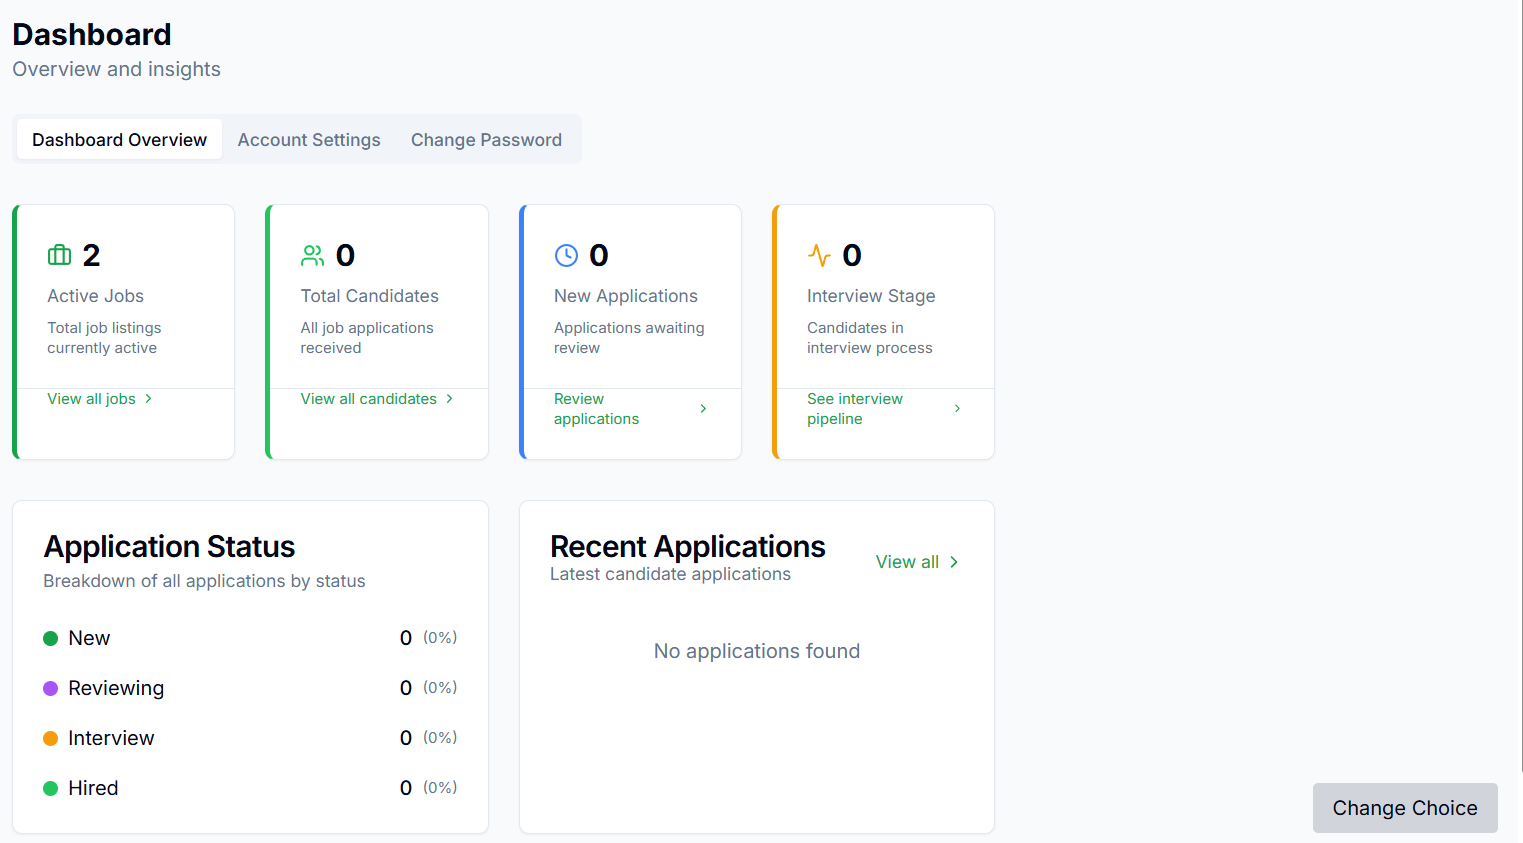 Dashboard
Overview and insights
Dashboard Overview
Account Settings
Change Password
2
Active Jobs
Total job listings
currently active
View all jobs
0
Total Candidates
All job applications
received
View all candidates
0
New Applications
Applications awaiting
review
Review
applications
0
Interview Stage
Candidates in
interview process
See interview
pipeline
Application Status
Breakdown of all applications by status
New 0 (0%)
Reviewing 0 (0%)
Interview 0 (0%)
Hired 0 (0%)
Recent Applications
Latest candidate applications
View all
No applications found
Change Choice